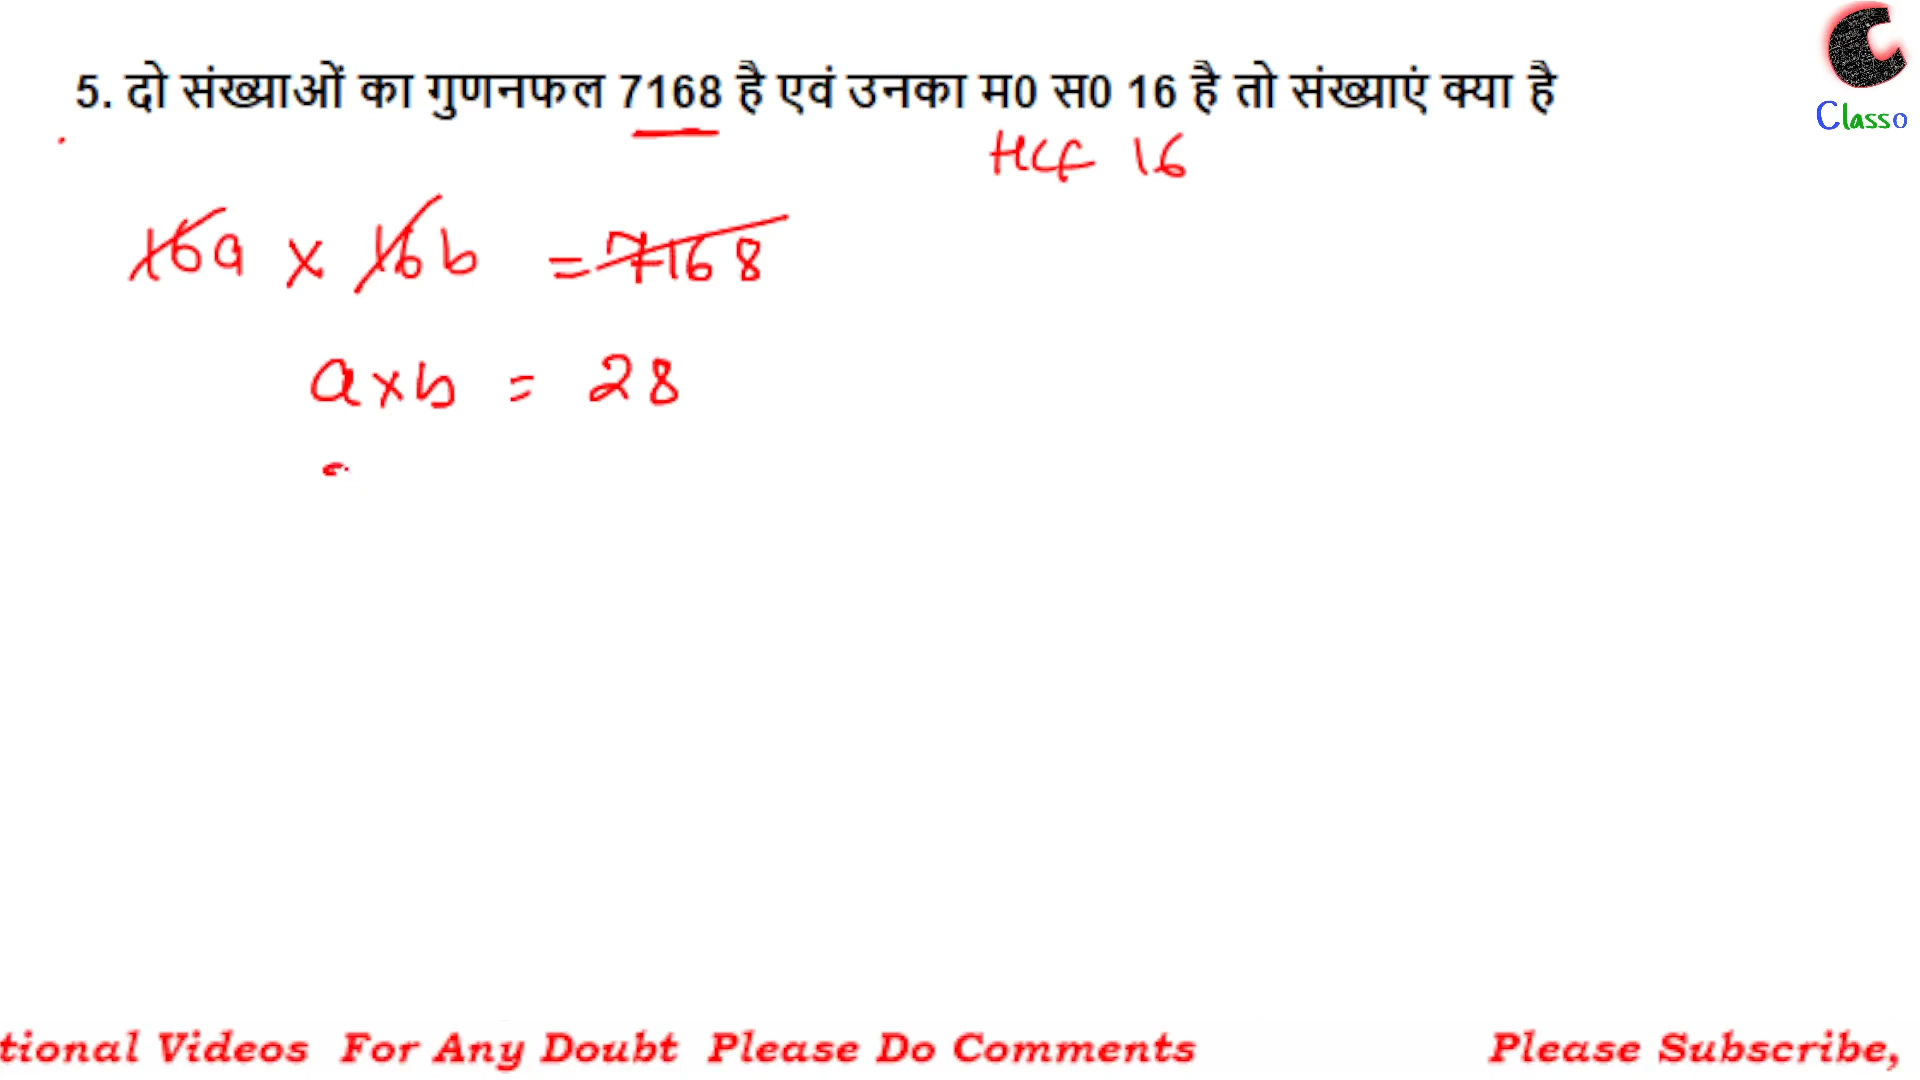 5. दो संख्याओं का गुणनफल 7168 है एवं उनका म0 स0 16 है तो संख्याएं क्या है
Classo
HCF 16
16a x 16b = 7168
a x b = 28
tional Videos For Any Doubt Please Do Comments Please Subscribe,